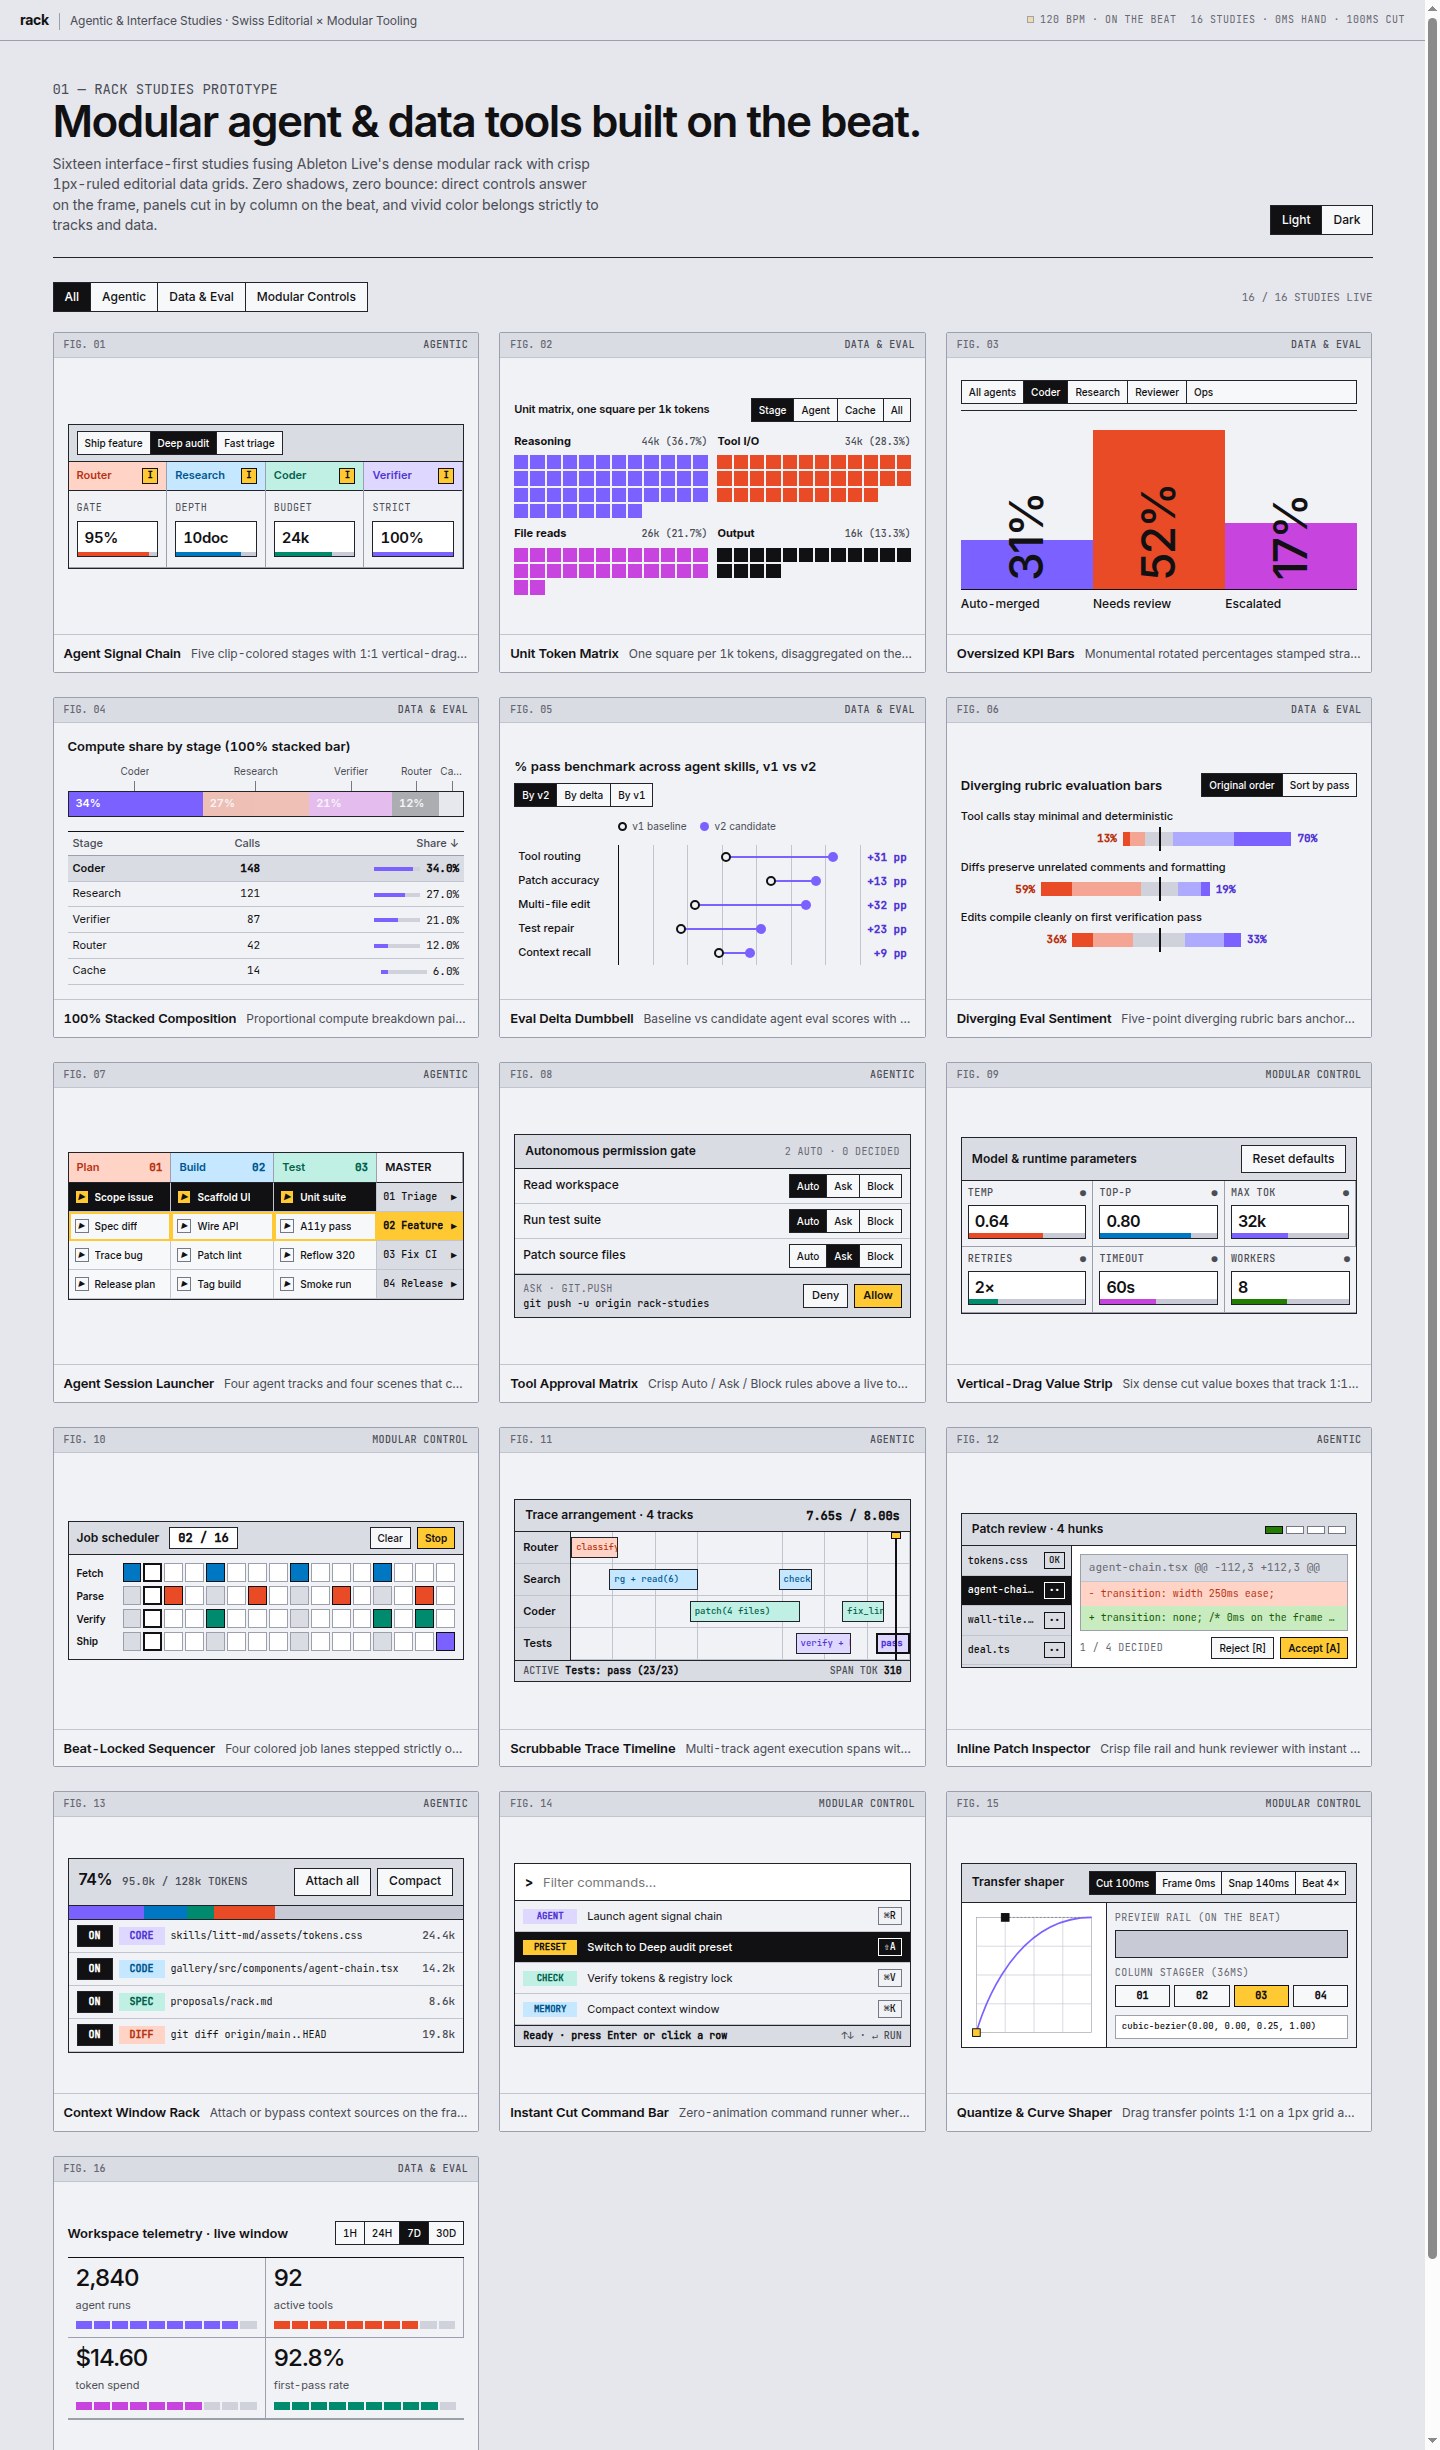 rack
Agentic & Interface Studies · Swiss Editorial × Modular Tooling
120 BPM · ON THE BEAT 16 STUDIES · 0MS HAND · 100MS CUT
01 — RACK STUDIES PROTOTYPE
Modular agent & data tools built on the beat.
Sixteen interface-first studies fusing Ableton Live's dense modular rack with crisp
1px-ruled editorial data grids. Zero shadows, zero bounce: direct controls answer
on the frame, panels cut in by column on the beat, and vivid color belongs strictly to
tracks and data.
Light Dark
All Agentic Data & Eval Modular Controls
16 / 16 STUDIES LIVE
FIG. 01 AGENTIC
Ship feature Deep audit Fast triage
Router I Research I Coder I Verifier I
GATE DEPTH BUDGET STRICT
95% 10doc 24k 100%
Agent Signal Chain Five clip-colored stages with 1:1 vertical-drag...
FIG. 02 DATA & EVAL
Unit matrix, one square per 1k tokens
Stage Agent Cache All
Reasoning 44k (36.7%) Tool I/O 34k (28.3%)
File reads 26k (21.7%) Output 16k (13.3%)
Unit Token Matrix One square per 1k tokens, disaggregated on the...
FIG. 03 DATA & EVAL
All agents Coder Research Reviewer Ops
31% 52% 17%
Auto-merged Needs review Escalated
Oversized KPI Bars Monumental rotated percentages stamped stra...
FIG. 04 DATA & EVAL
Compute share by stage (100% stacked bar)
Coder Research Verifier Router Ca...
34% 27% 21% 12%
Stage Calls Share ↓
Coder 148 34.0%
Research 121 27.0%
Verifier 87 21.0%
Router 42 12.0%
Cache 14 6.0%
100% Stacked Composition Proportional compute breakdown pai...
FIG. 05 DATA & EVAL
% pass benchmark across agent skills, v1 vs v2
By v2 By delta By v1
v1 baseline v2 candidate
Tool routing +31 pp
Patch accuracy +13 pp
Multi-file edit +32 pp
Test repair +23 pp
Context recall +9 pp
Eval Delta Dumbbell Baseline vs candidate agent eval scores with ...
FIG. 06 DATA & EVAL
Diverging rubric evaluation bars
Original order Sort by pass
Tool calls stay minimal and deterministic
13% 70%
Diffs preserve unrelated comments and formatting
59% 19%
Edits compile cleanly on first verification pass
36% 33%
Diverging Eval Sentiment Five-point diverging rubric bars anchor...
FIG. 07 AGENTIC
Plan 01 Build 02 Test 03 MASTER
Scope issue Scaffold UI Unit suite 01 Triage ▶
Spec diff Wire API A11y pass 02 Feature ▶
Trace bug Patch lint Reflow 320 03 Fix CI ▶
Release plan Tag build Smoke run 04 Release ▶
Agent Session Launcher Four agent tracks and four scenes that c...
FIG. 08 AGENTIC
Autonomous permission gate 2 AUTO · 0 DECIDED
Read workspace Auto Ask Block
Run test suite Auto Ask Block
Patch source files Auto Ask Block
ASK · GIT.PUSH
git push -u origin rack-studies
Deny Allow
Tool Approval Matrix Crisp Auto / Ask / Block rules above a live to...
FIG. 09 MODULAR CONTROL
Model & runtime parameters Reset defaults
TEMP TOP-P MAX TOK
0.64 0.80 32k
RETRIES TIMEOUT WORKERS
2× 60s 8
Vertical-Drag Value Strip Six dense cut value boxes that track 1:1...
FIG. 10 MODULAR CONTROL
Job scheduler 02 / 16 Clear Stop
Fetch
Parse
Verify
Ship
Beat-Locked Sequencer Four colored job lanes stepped strictly o...
FIG. 11 AGENTIC
Trace arrangement · 4 tracks 7.65s / 8.00s
Router classify
Search rg + read(6) check
Coder patch(4 files) fix_lin
Tests verify + pass
ACTIVE Tests: pass (23/23) SPAN TOK 310
Scrubbable Trace Timeline Multi-track agent execution spans wit...
FIG. 12 AGENTIC
Patch review · 4 hunks
tokens.css OK
agent-chai… ··
wall-tile.… ··
deal.ts ··
agent-chain.tsx @@ -112,3 +112,3 @@
- transition: width 250ms ease;
+ transition: none; /* 0ms on the frame …
1 / 4 DECIDED Reject [R] Accept [A]
Inline Patch Inspector Crisp file rail and hunk reviewer with instant ...
FIG. 13 AGENTIC
74% 95.0k / 128k TOKENS Attach all Compact
ON CORE skills/litt-md/assets/tokens.css 24.4k
ON CODE gallery/src/components/agent-chain.tsx 14.2k
ON SPEC proposals/rack.md 8.6k
ON DIFF git diff origin/main..HEAD 19.8k
Context Window Rack Attach or bypass context sources on the fra...
FIG. 14 MODULAR CONTROL
> Filter commands...
AGENT Launch agent signal chain ⌘R
PRESET Switch to Deep audit preset ⇧A
CHECK Verify tokens & registry lock ⌘V
MEMORY Compact context window ⌘K
Ready · press Enter or click a row ↑↓ · ↵ RUN
Instant Cut Command Bar Zero-animation command runner wher...
FIG. 15 MODULAR CONTROL
Transfer shaper Cut 100ms Frame 0ms Snap 140ms Beat 4×
PREVIEW RAIL (ON THE BEAT)
COLUMN STAGGER (36MS)
01 02 03 04
cubic-bezier(0.00, 0.00, 0.25, 1.00)
Quantize & Curve Shaper Drag transfer points 1:1 on a 1px grid a...
FIG. 16 DATA & EVAL
Workspace telemetry · live window 1H 24H 7D 30D
2,840 92
agent runs active tools
$14.60 92.8%
token spend first-pass rate